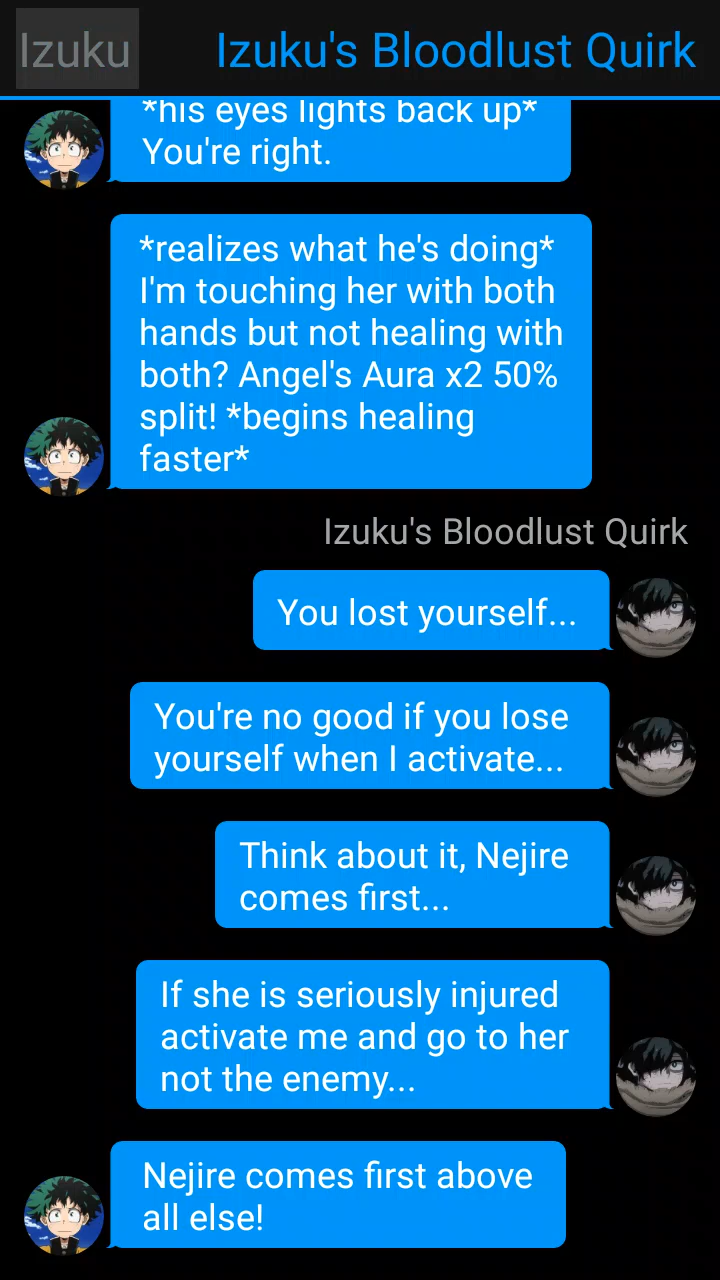 Izuku
Izuku's Bloodlust Quirk
*his eyes lights back up*
You're right.
*realizes what he's doing*
I'm touching her with both
hands but not healing with
both? Angel's Aura x2 50%
split! *begins healing
faster*
Izuku's Bloodlust Quirk
You lost yourself...
You're no good if you lose
yourself when I activate...
Think about it, Nejire
comes first...
If she is seriously injured
activate me and go to her
not the enemy...
Nejire comes first above
all else!